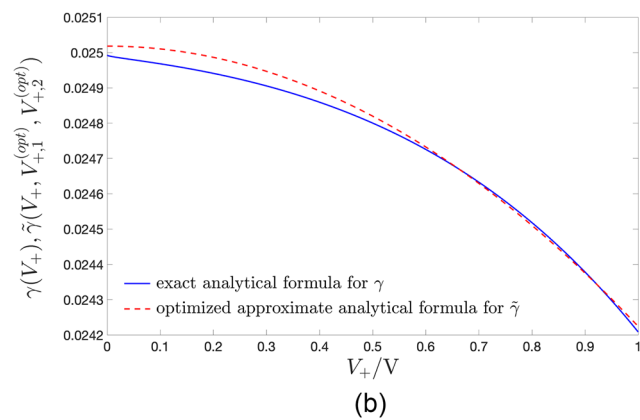 0.0251
0.025
0.0249
0.0248
0.0247
0.0246
0.0245
0.0244
0.0243
0.0242
γ(V₊), γ̃(V₊, V₊,₁⁽ᵒᵖᵗ⁾, V₊,₂⁽ᵒᵖᵗ⁾)
exact analytical formula for γ
optimized approximate analytical formula for γ̃
0 0.1 0.2 0.3 0.4 0.5 0.6 0.7 0.8 0.9 1
V₊/V
(b)